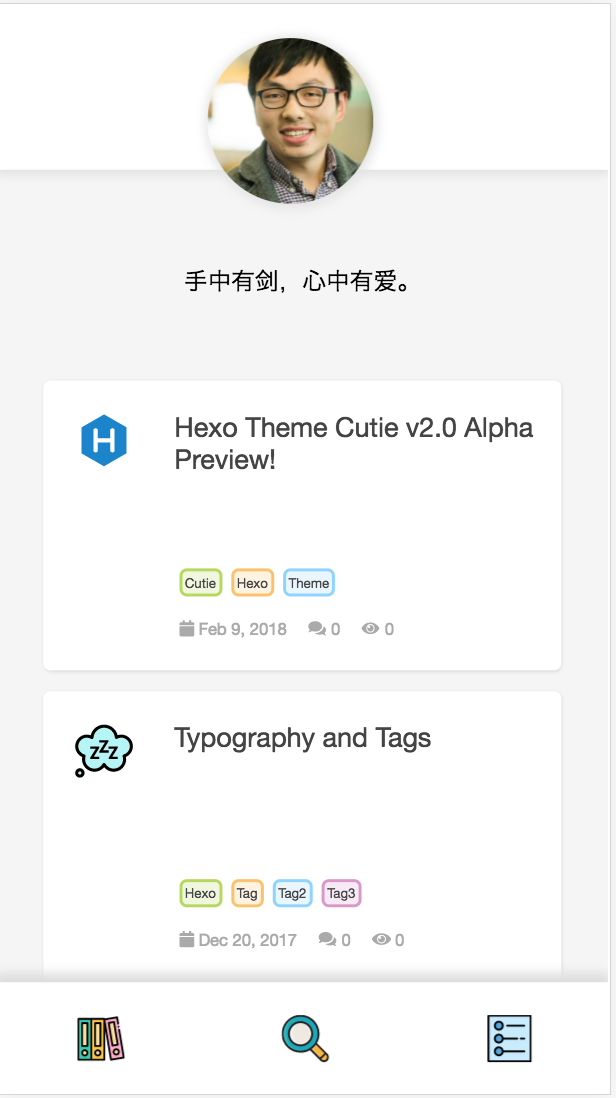 手中有剑，心中有爱。
H
Hexo Theme Cutie v2.0 Alpha
Preview!
Cutie Hexo Theme
Feb 9, 2018 0 0
zzz
Typography and Tags
Hexo Tag Tag2 Tag3
Dec 20, 2017 0 0